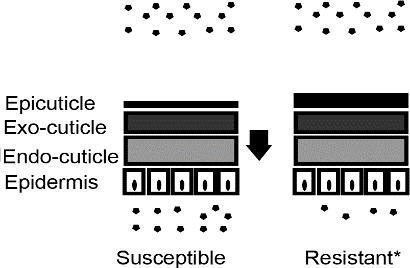 Epicuticle
Exo-cuticle
Endo-cuticle
Epidermis
Susceptible
Resistant*